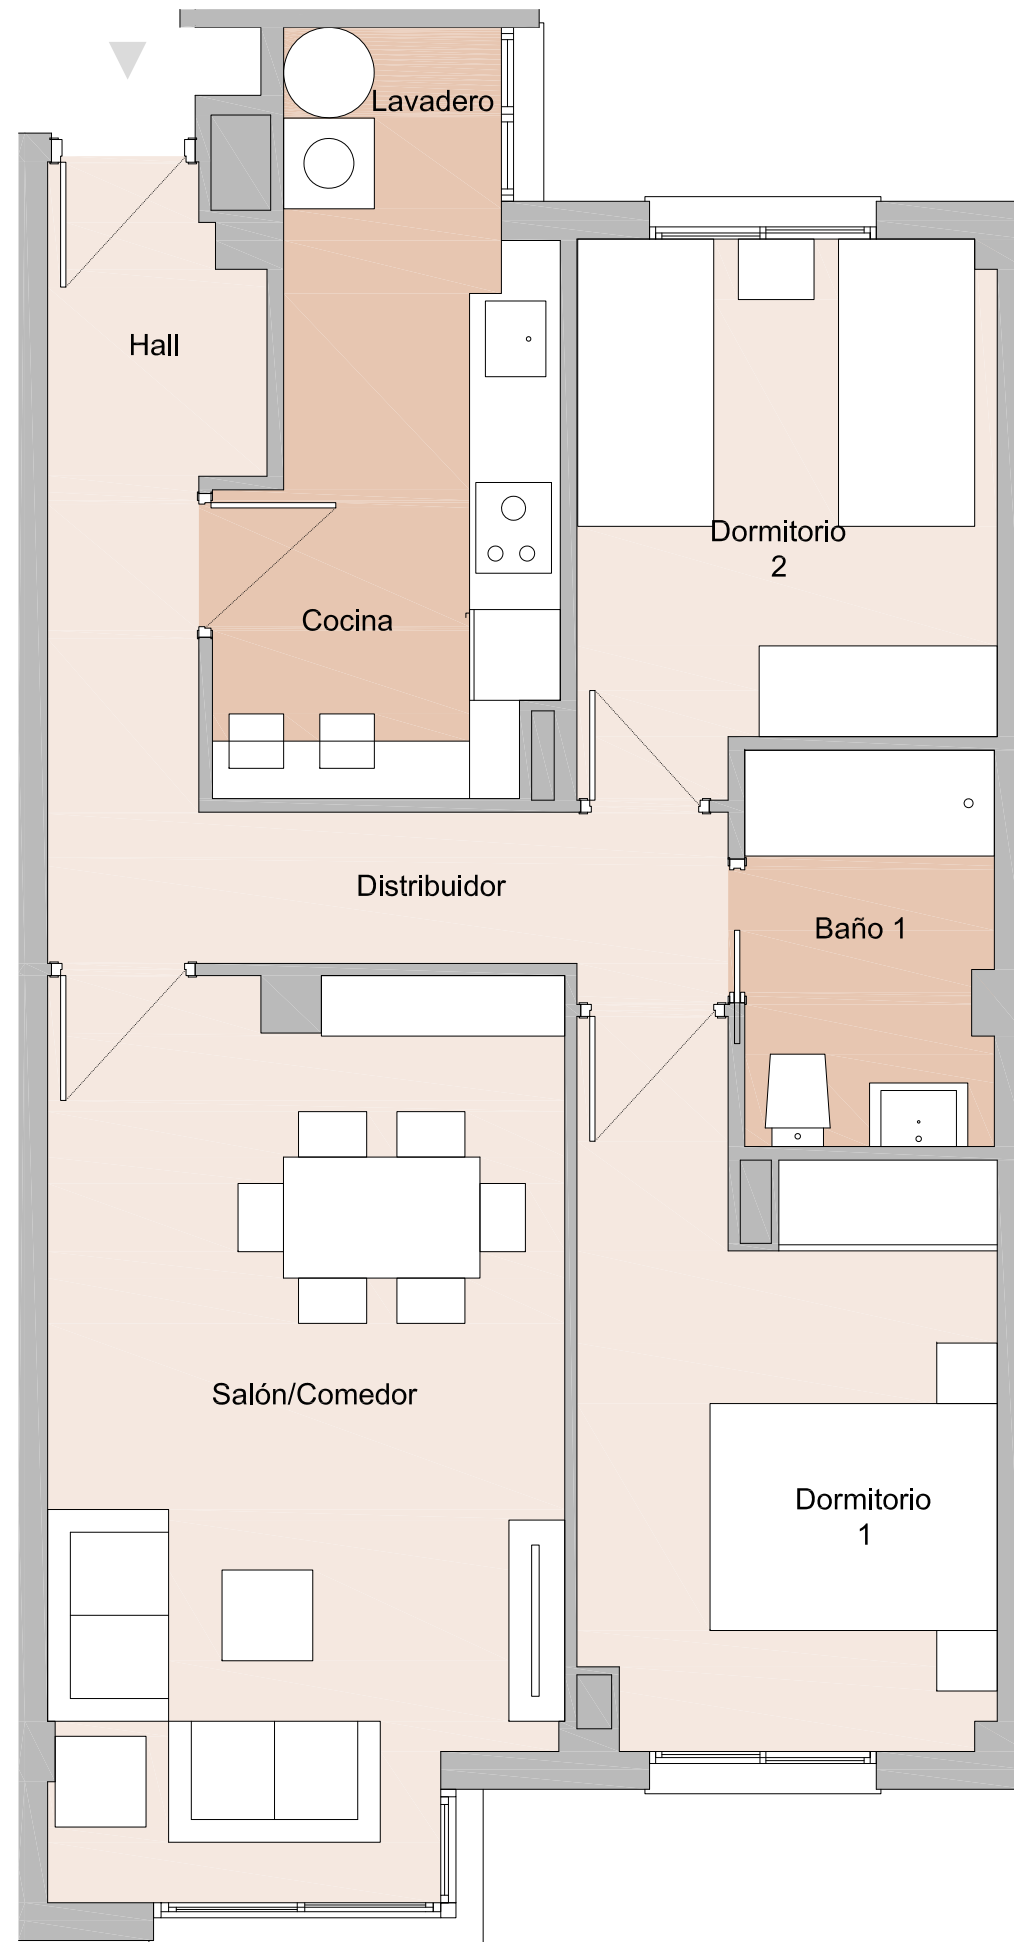 Lavadero
Hall
Dormitorio
2
Cocina
Distribuidor
Baño 1
Salón/Comedor
Dormitorio
1